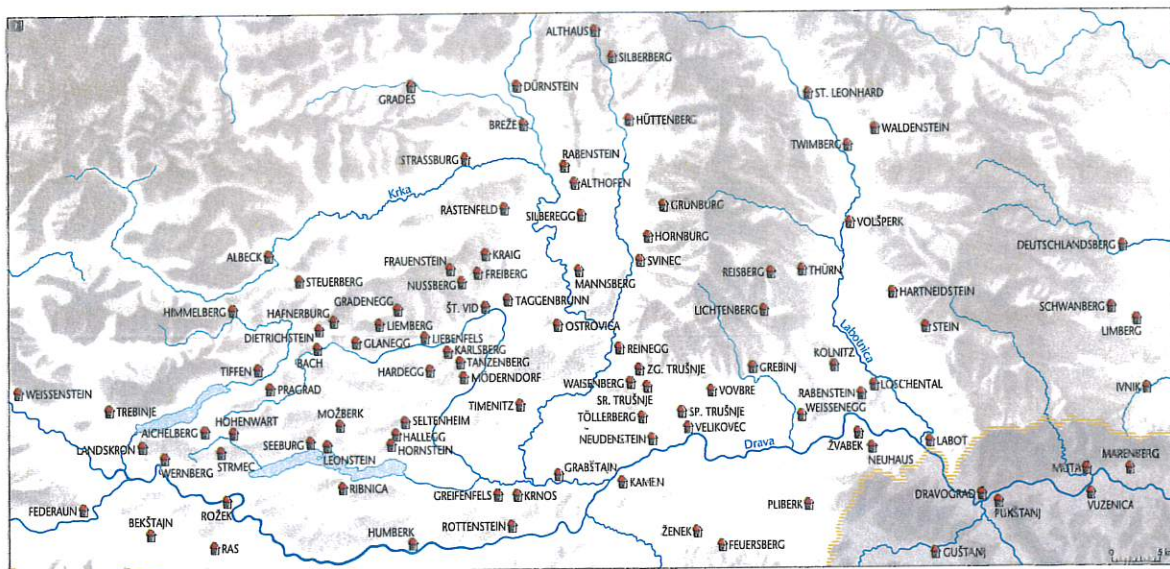 ALTHAUS
SILBERBERG
GRADES
DÜRNSTEIN
ST. LEONHARD
BREŽE
HÜTTENBERG
WALDENSTEIN
TWIMBERG
STRASSBURG
RABENSTEIN
ALTHOFEN
Krka
RASTENFELD
SILBEREGG
GRÜNBURG
VOLŠPERK
HORNBURG
DEUTSCHLANDSBERG
ALBECK
FRAUENSTEIN
KRAIG
FREIBERG
NUSSBERG
SVINEC
MANNSBERG
REISBERG
THÜRN
STEUERBERG
HARTNEIDSTEIN
HIMMELBERG
HAFNERBURG
GRADENEGG
ŠT. VID
TAGGENBRUNN
LICHTENBERG
SCHWANBERG
LIMBERG
DIETRICHSTEIN
LIEMBERG
OSTROVICA
STEIN
Labotnica
GLANEGG
LIEBENFELS
BACH
KARLSBERG
REINEGG
TANZENBERG
TIFFEN
HARDEGG
MÖDERNDORF
ZG. TRUŠNJE
GREBINJ
KOLNITZ
WEISSENSTEIN
PRAGRAD
WAISENBERG
SR. TRUŠNJE
VOVBRE
RABENSTEIN
LOSCHENTAL
IVNIK
TREBINJE
MOŽBERK
TIMENITZ
SP. TRUŠNJE
WEISSENEGG
AICHELBERG
HOHENWART
SELTENHEIM
TÖLLERBERG
VELIKOVEC
LANDSKRON
SEEBURG
HALLEGG
HORNSTEIN
NEUDENSTEIN
Drava
ŽVABEK
LABOT
WERNBERG
STRMEC
LEONSTEIN
NEUHAUS
GRABŠTAJN
MUTA
MARENBERG
RIBNICA
GREIFENFELS
KRNOS
KAMEN
DRAVOGRAD
FEDERAUN
ROŽEK
PLIBERK
PUKŠTANJ
VUZENICA
BEKŠTAJN
HUMBERK
ROTTENSTEIN
ŽENEK
RAS
FEUERSBERG
GUŠTANJ
0 5